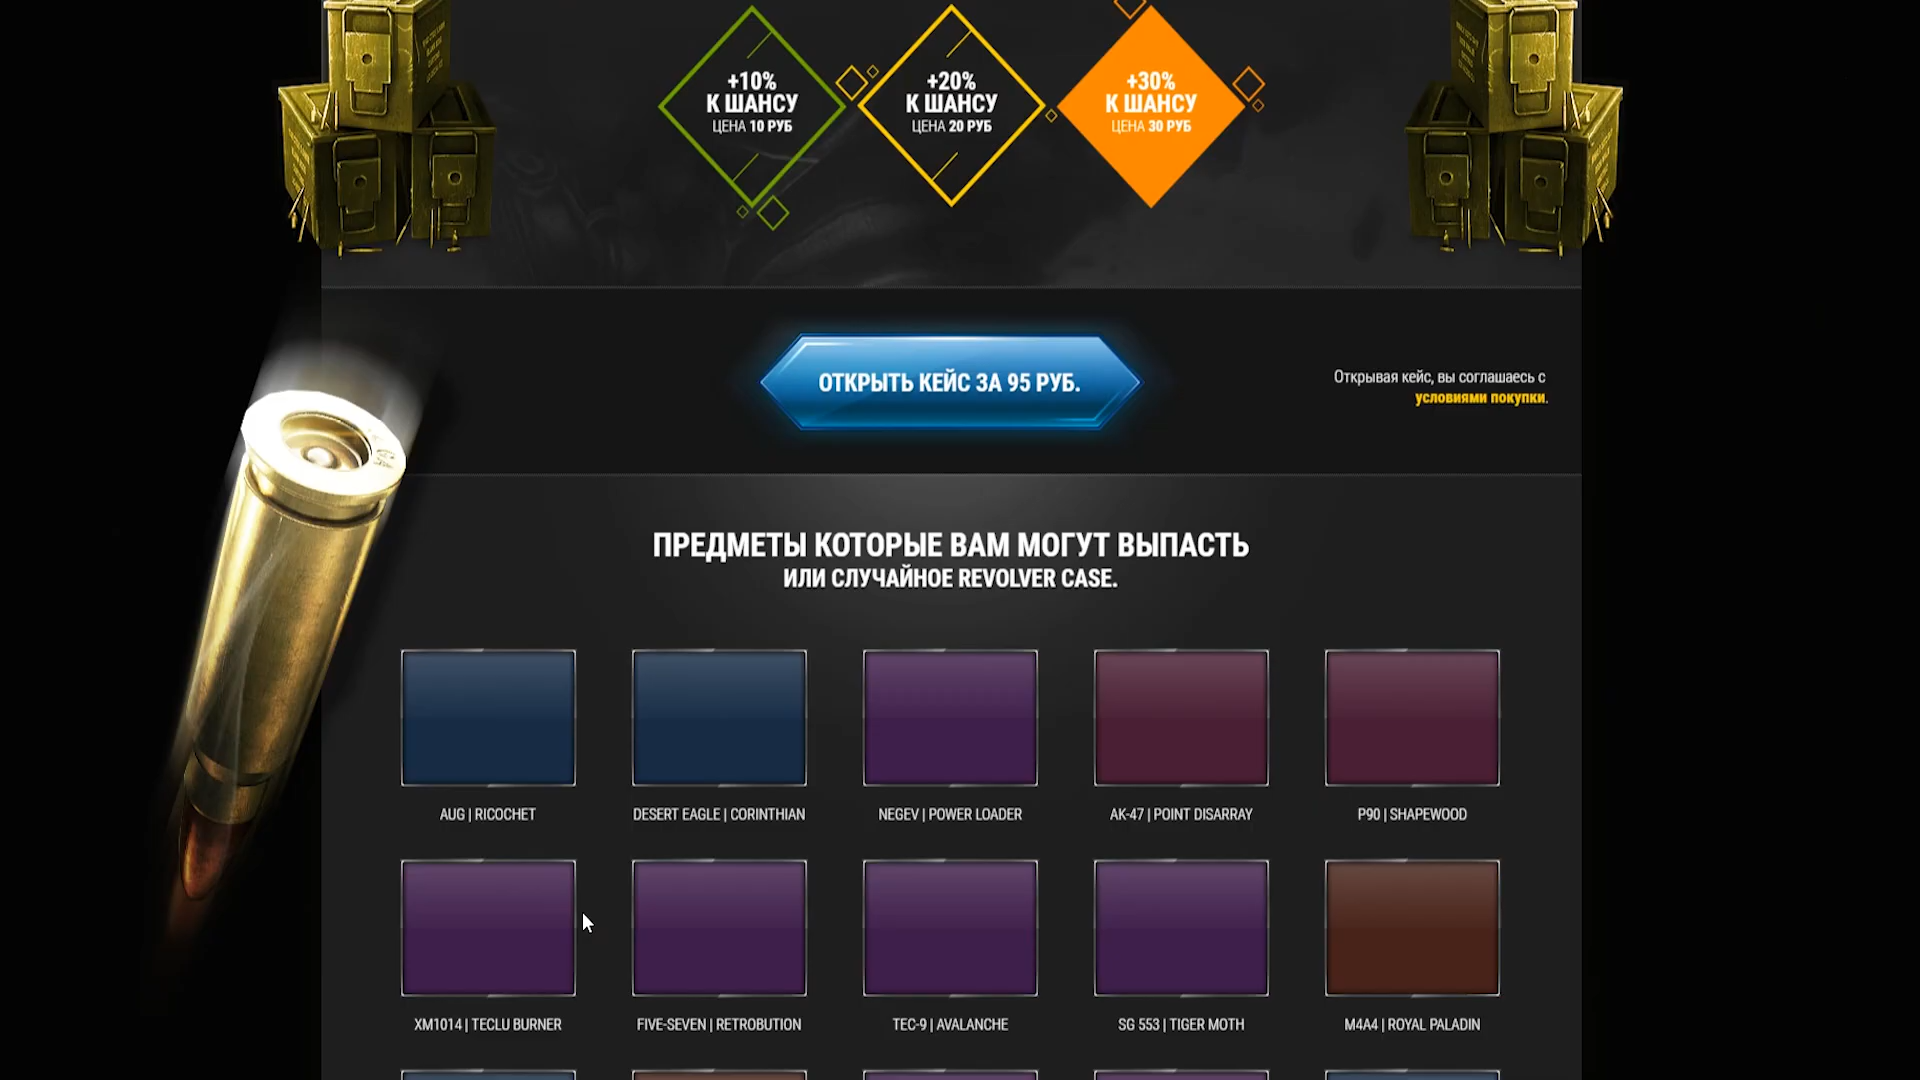 +10%
К ШАНСУ
ЦЕНА 10 РУБ
+20%
К ШАНСУ
ЦЕНА 20 РУБ
+30%
К ШАНСУ
ЦЕНА 30 РУБ
ОТКРЫТЬ КЕЙС ЗА 95 РУБ.
Открывая кейс, вы соглашаетесь с
условиями покупки.
ПРЕДМЕТЫ КОТОРЫЕ ВАМ МОГУТ ВЫПАСТЬ
ИЛИ СЛУЧАЙНОЕ REVOLVER CASE.
AUG | RICOCHET
DESERT EAGLE | CORINTHIAN
NEGEV | POWER LOADER
AK-47 | POINT DISARRAY
P90 | SHAPEWOOD
XM1014 | TECLU BURNER
FIVE-SEVEN | RETROBUTION
TEC-9 | AVALANCHE
SG 553 | TIGER MOTH
M4A4 | ROYAL PALADIN